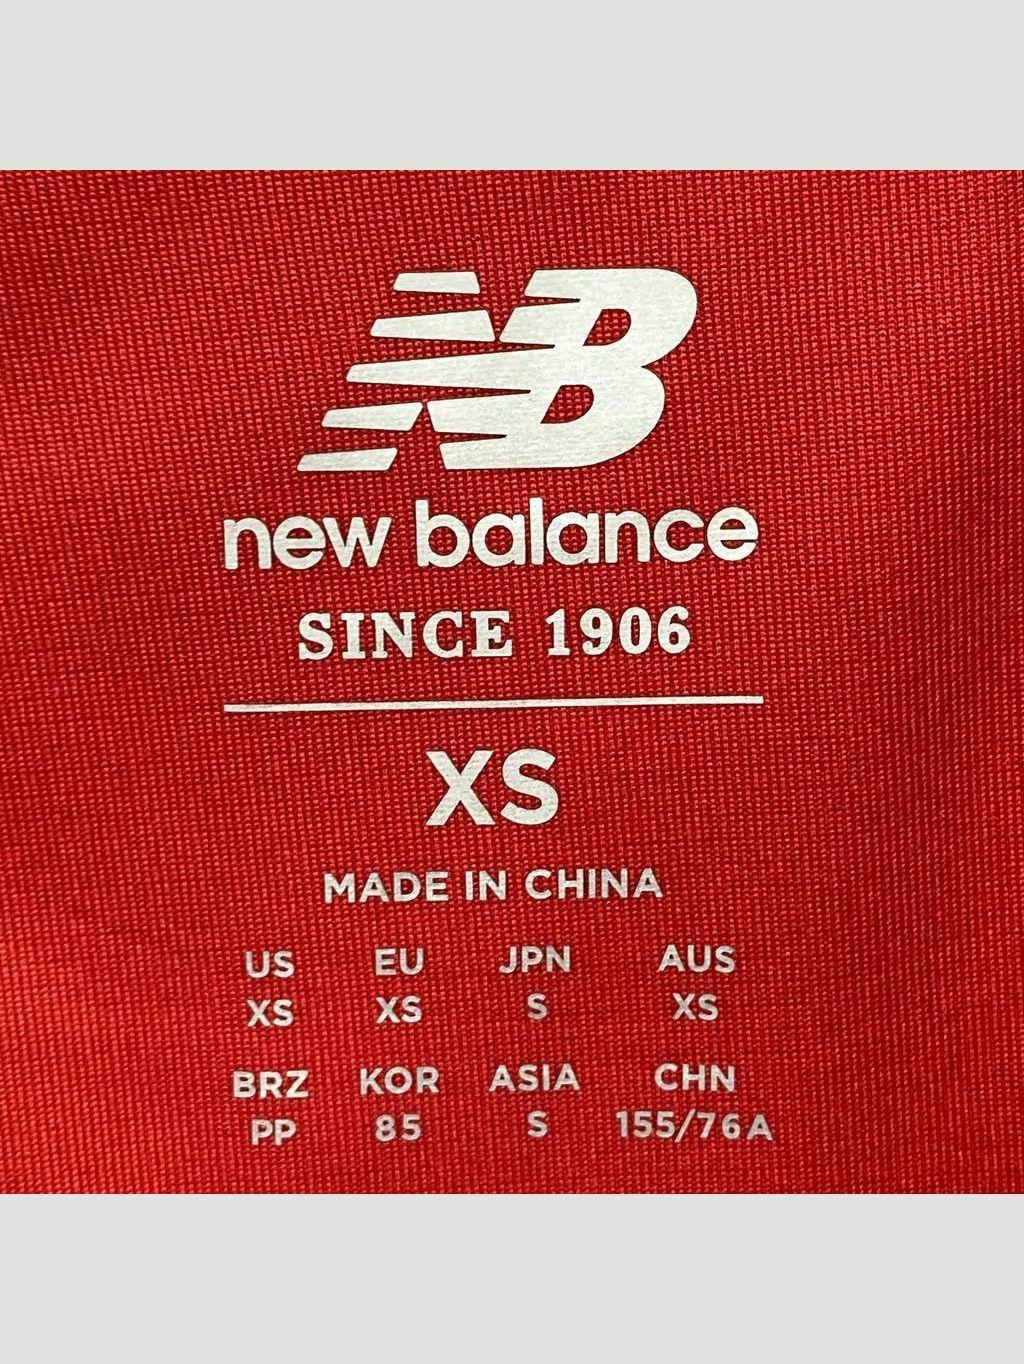 NB
new balance
SINCE 1906
XS
MADE IN CHINA
US EU JPN AUS
XS XS S XS
BRZ KOR ASIA CHN
PP 85 S 155/76A